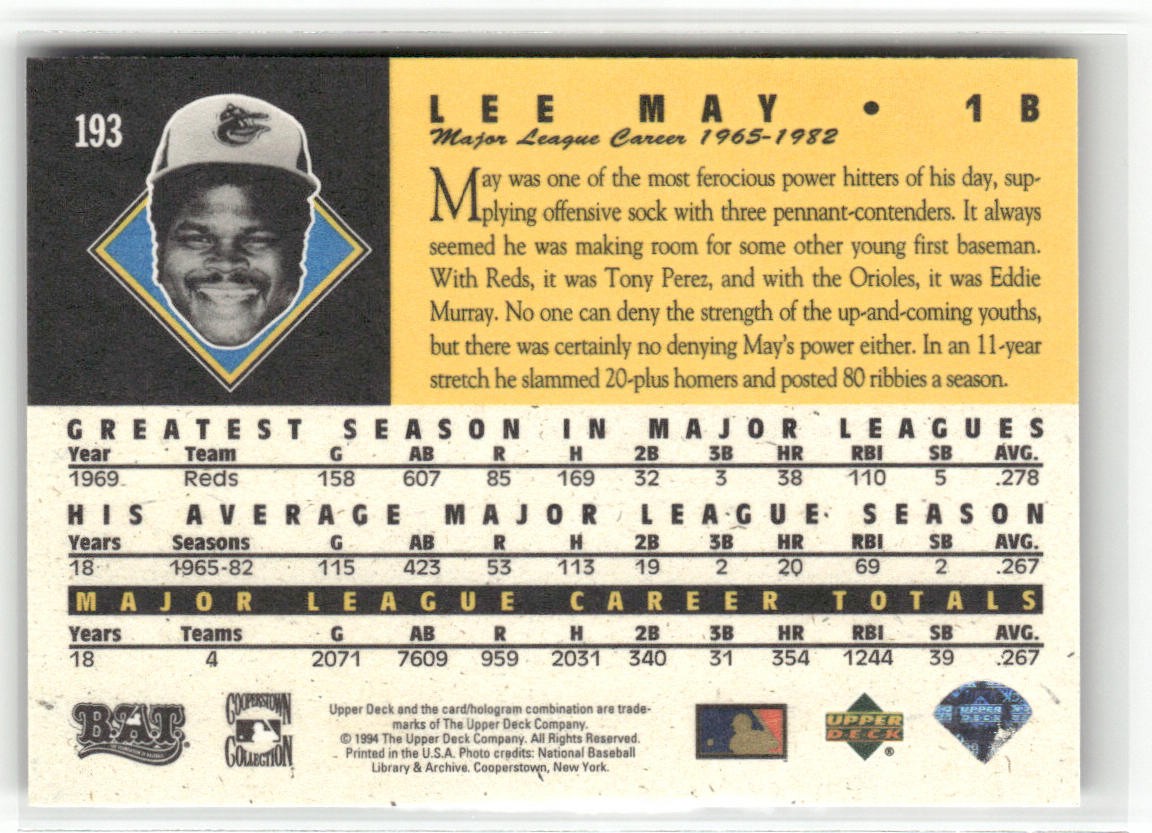 193
LEE MAY • 1B
Major League Career 1965-1982
May was one of the most ferocious power hitters of his day, sup-
plying offensive sock with three pennant-contenders. It always
seemed he was making room for some other young first baseman.
With Reds, it was Tony Perez, and with the Orioles, it was Eddie
Murray. No one can deny the strength of the up-and-coming youths,
but there was certainly no denying May's power either. In an 11-year
stretch he slammed 20-plus homers and posted 80 ribbies a season.
GREATEST SEASON IN MAJOR LEAGUES
Year Team G AB R H 2B 3B HR RBI SB AVG.
1969 Reds 158 607 85 169 32 3 38 110 5 .278
HIS AVERAGE MAJOR LEAGUE SEASON
Years Seasons G AB R H 2B 3B HR RBI SB AVG.
18 1965-82 115 423 53 113 19 2 20 69 2 .267
MAJOR LEAGUE CAREER TOTALS
Years Teams G AB R H 2B 3B HR RBI SB AVG.
18 4 2071 7609 959 2031 340 31 354 1244 39 .267
BAT
COOPERSTOWN
COLLECTION
Upper Deck and the card/hologram combination are trade-
marks of The Upper Deck Company.
© 1994 The Upper Deck Company. All Rights Reserved.
Printed in the U.S.A. Photo credits: National Baseball
Library & Archive. Cooperstown, New York.
UPPER
DECK
®
UPPER
DECK